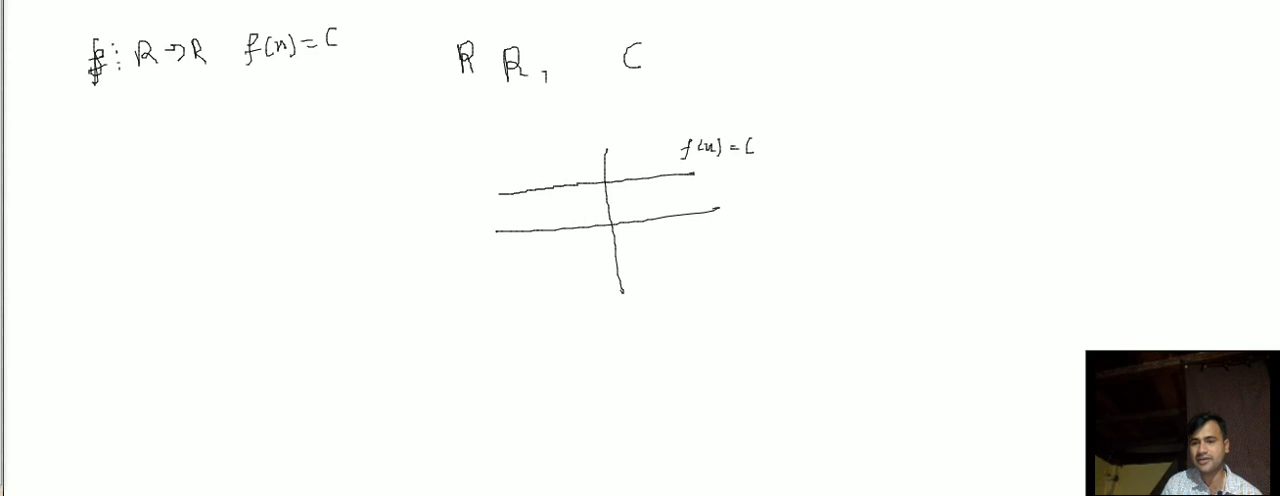 f: R → R f(x) = C R R, C
f(x) = C